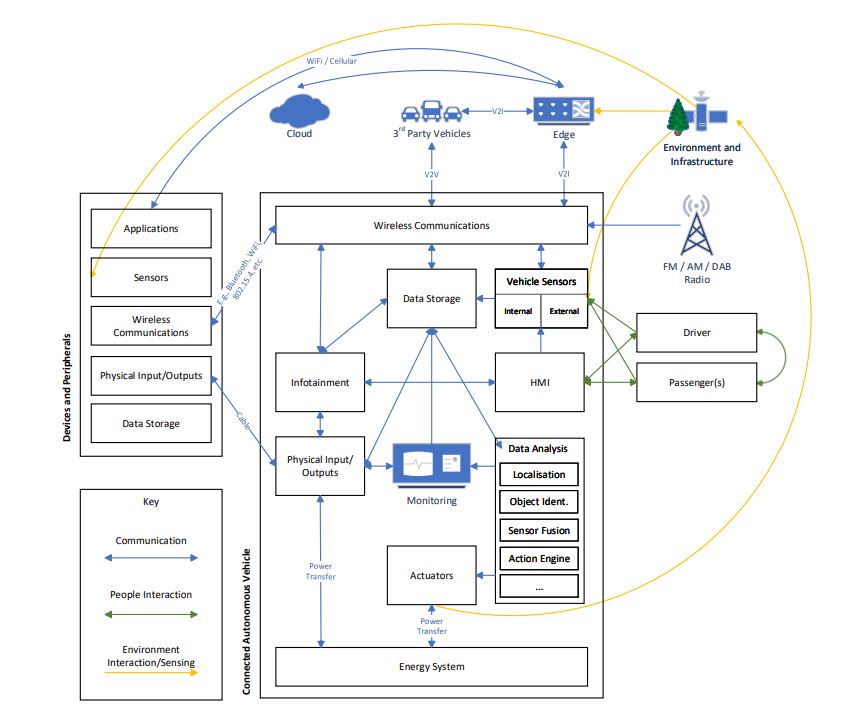 WiFi / Cellular
Cloud
3rd Party Vehicles
V2I
Edge
Environment and
Infrastructure
V2V
V2I
FM / AM / DAB
Radio
Devices and Peripherals
Applications
Sensors
Wireless
Communications
Physical Input/Outputs
Data Storage
E.g., Bluetooth, WiFi,
802.15.4, etc.
Cable
Connected Autonomous Vehicle
Wireless Communications
Data Storage
Vehicle Sensors
Internal
External
Infotainment
HMI
Driver
Passenger(s)
Physical Input/
Outputs
Monitoring
Data Analysis
Localisation
Object Ident.
Sensor Fusion
Action Engine
...
Actuators
Power
Transfer
Power
Transfer
Energy System
Key
Communication
People Interaction
Environment
Interaction/Sensing